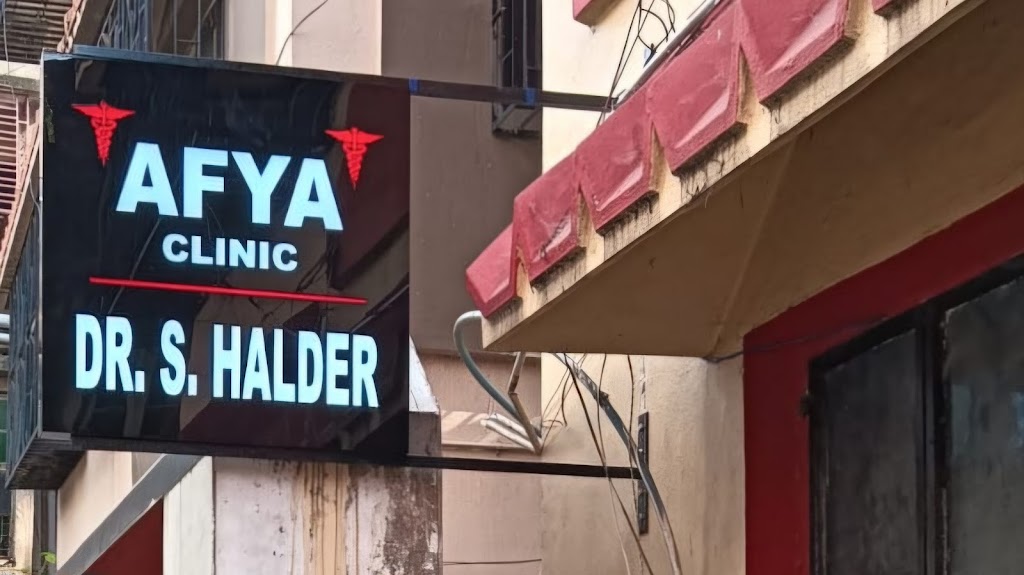 AFYA
CLINIC
DR. S. HALDER